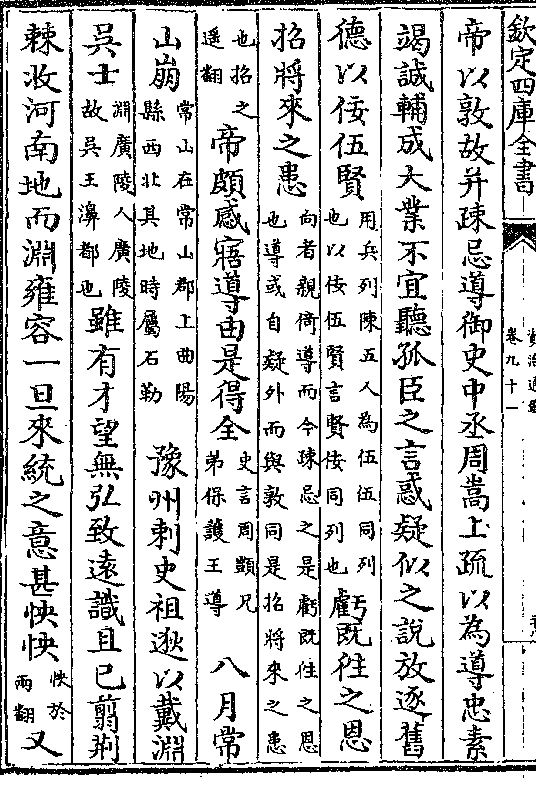 欽定四庫全書
卷九十一
帝以敦故并疎忌導御史中丞周嵩上疏以為導忠素
竭誠輔成大業不宜聽孤臣之言惑疑似之說放逐舊
德以佞伍賢用兵列陳五人為伍伍同列也以佞伍賢言賢佞同列也虧既徃之恩
招將來之患向者親倚導而今疎忌之是虧既徃之恩也導或自疑外而與敦同是招將來之患
也招之遥翻帝頗感寤導由是得全史言周顗兄弟保護王導八月常
山崩常山在常山郡上曲陽縣西北其地時屬石勒豫州刺史祖逖以戴淵
吳士淵廣陵人廣陵故吳王濞都也雖有才望無弘致遠識且已翦荆
棘收河南地而淵雍容一旦來統之意甚怏怏怏於兩翻又